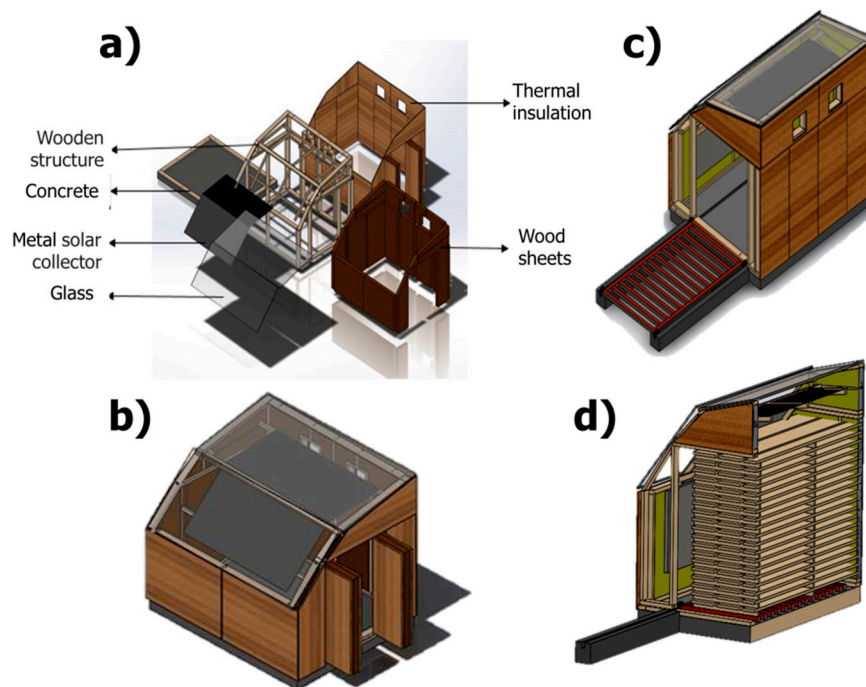 a)
Thermal
insulation
Wooden
structure
Concrete
Metal solar
collector
Glass
Wood
sheets
c)
b)
d)